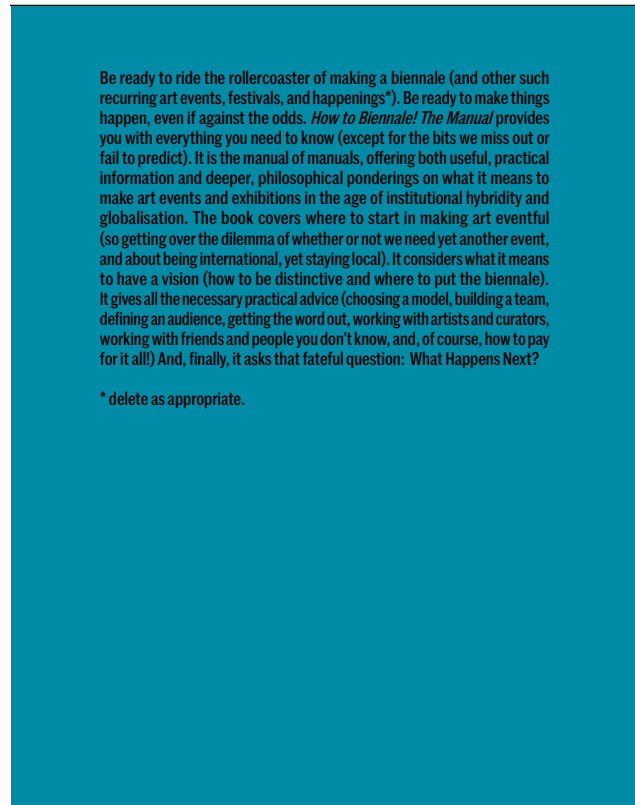 Be ready to ride the rollercoaster of making a biennale (and other such
recurring art events, festivals, and happenings*). Be ready to make things
happen, even if against the odds. How to Biennale! The Manual provides
you with everything you need to know (except for the bits we miss out or
fail to predict). It is the manual of manuals, offering both useful, practical
information and deeper, philosophical ponderings on what it means to
make art events and exhibitions in the age of institutional hybridity and
globalisation. The book covers where to start in making art eventful
(so getting over the dilemma of whether or not we need yet another event,
and about being international, yet staying local). It considers what it means
to have a vision (how to be distinctive and where to put the biennale).
It gives all the necessary practical advice (choosing a model, building a team,
defining an audience, getting the word out, working with artists and curators,
working with friends and people you don't know, and, of course, how to pay
for it all!) And, finally, it asks that fateful question: What Happens Next?
* delete as appropriate.